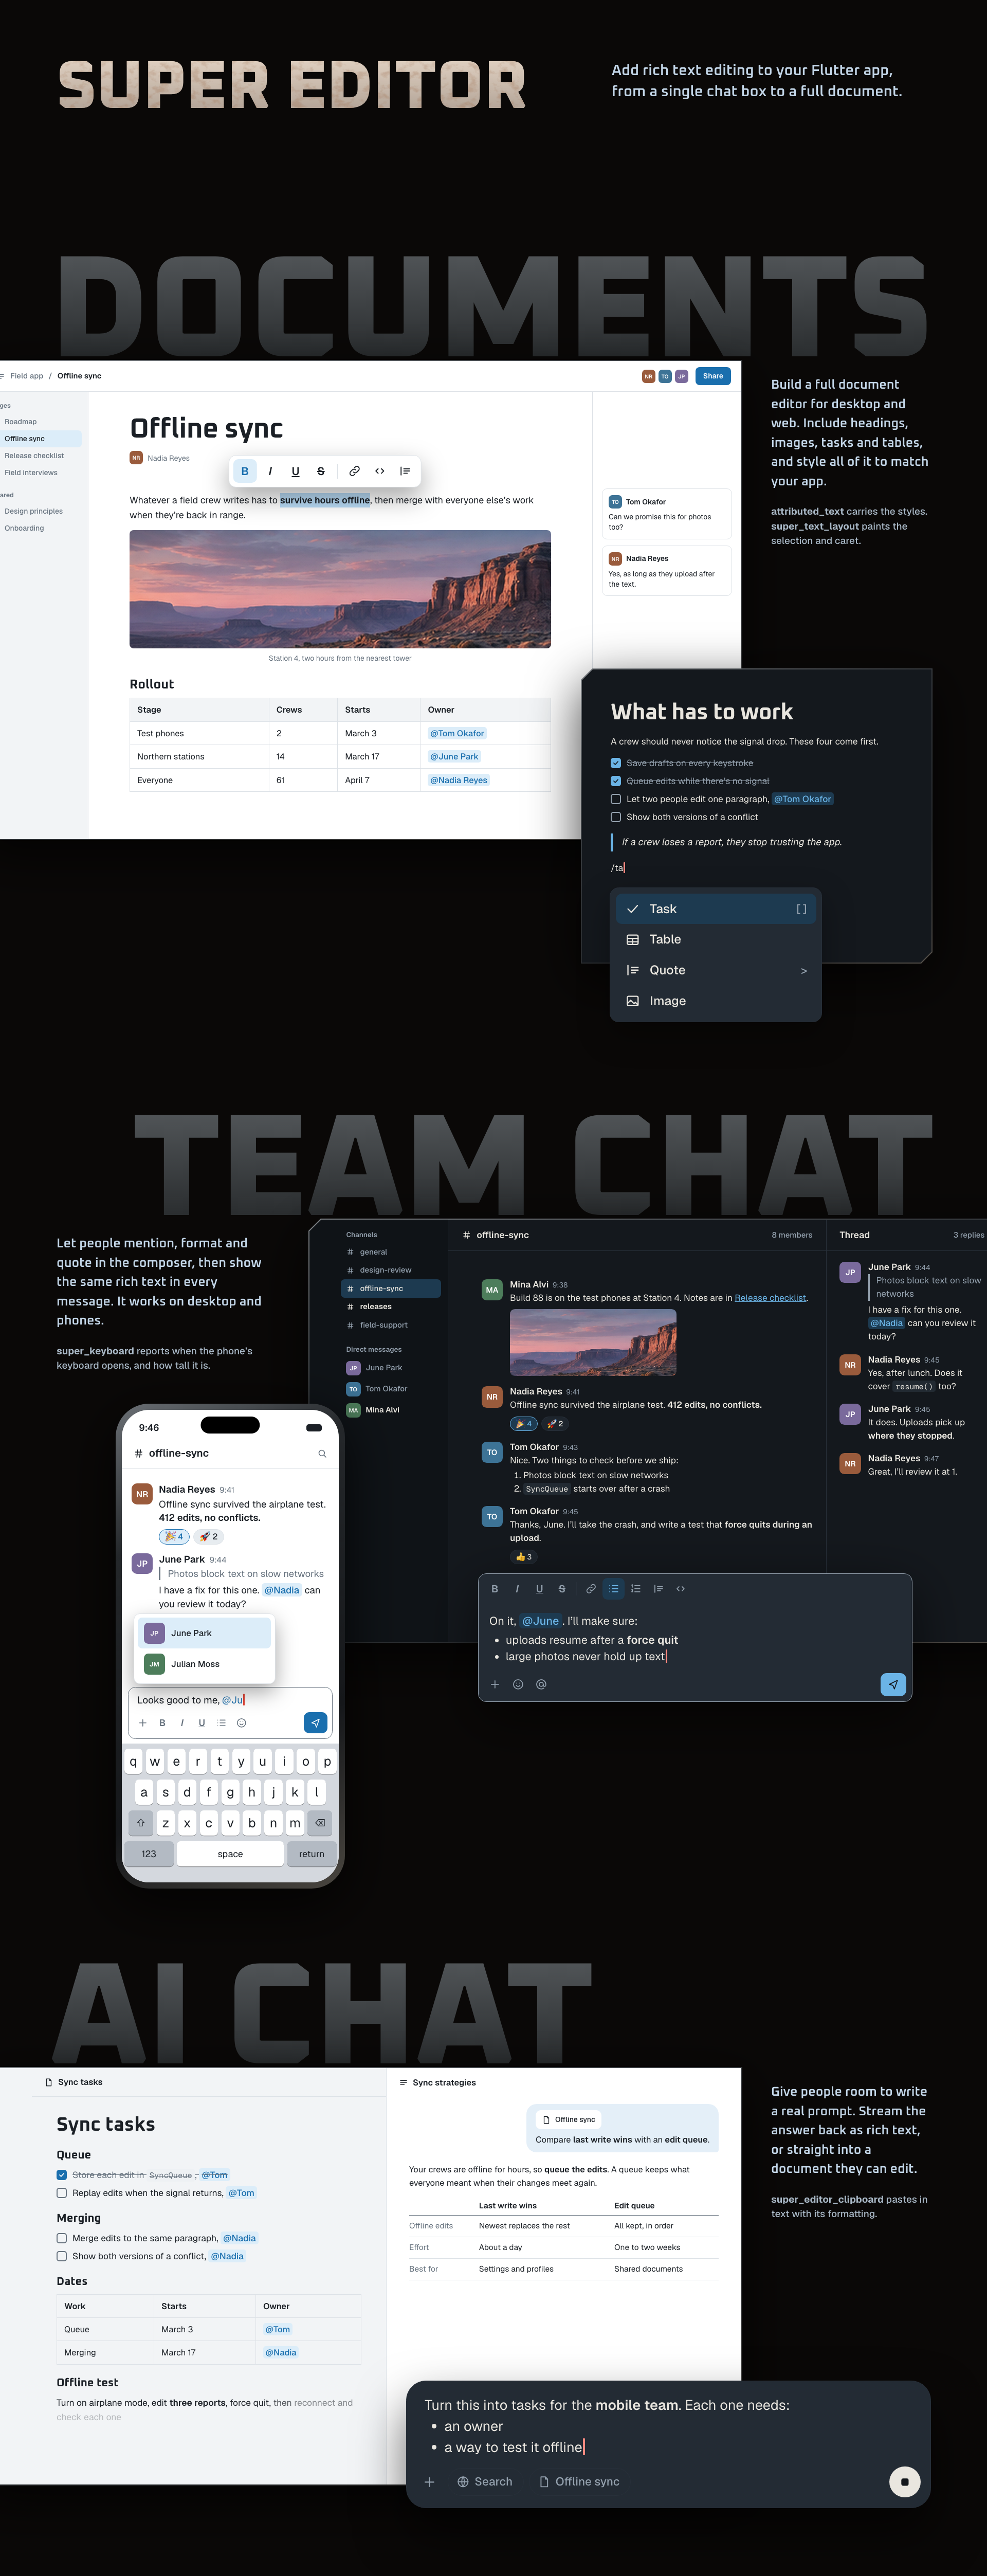 SUPER EDITOR
Add rich text editing to your Flutter app,
from a single chat box to a full document.
DOCUMENTS
Field app / Offline sync
NR TO JP Share
ges
Roadmap
Offline sync
Release checklist
Field interviews
ared
Design principles
Onboarding
Offline sync
NR Nadia Reyes
B I U S
Whatever a field crew writes has to survive hours offline, then merge with everyone else's work
when they're back in range.
Station 4, two hours from the nearest tower
Rollout
Stage Crews Starts Owner
Test phones 2 March 3 @Tom Okafor
Northern stations 14 March 17 @June Park
Everyone 61 April 7 @Nadia Reyes
TO Tom Okafor
Can we promise this for photos
too?
NR Nadia Reyes
Yes, as long as they upload after
the text.
Build a full document
editor for desktop and
web. Include headings,
images, tasks and tables,
and style all of it to match
your app.
attributed_text carries the styles.
super_text_layout paints the
selection and caret.
What has to work
A crew should never notice the signal drop. These four come first.
Save drafts on every keystroke
Queue edits while there's no signal
Let two people edit one paragraph, @Tom Okafor
Show both versions of a conflict
If a crew loses a report, they stop trusting the app.
/ta
Task []
Table
Quote >
Image
TEAM CHAT
Let people mention, format and
quote in the composer, then show
the same rich text in every
message. It works on desktop and
phones.
super_keyboard reports when the phone's
keyboard opens, and how tall it is.
Channels
# general
# design-review
# offline-sync
# releases
# field-support
Direct messages
JP June Park
TO Tom Okafor
MA Mina Alvi
# offline-sync 8 members
MA Mina Alvi 9:38
Build 88 is on the test phones at Station 4. Notes are in Release checklist.
NR Nadia Reyes 9:41
Offline sync survived the airplane test. 412 edits, no conflicts.
🎉 4 🚀 2
TO Tom Okafor 9:43
Nice. Two things to check before we ship:
1. Photos block text on slow networks
2. SyncQueue starts over after a crash
TO Tom Okafor 9:45
Thanks, June. I'll take the crash, and write a test that force quits during an
upload.
👍 3
Thread 3 replies
JP June Park 9:44
Photos block text on slow
networks
I have a fix for this one.
@Nadia can you review it
today?
NR Nadia Reyes 9:45
Yes, after lunch. Does it
cover resume() too?
JP June Park 9:45
It does. Uploads pick up
where they stopped.
NR Nadia Reyes 9:47
Great, I'll review it at 1.
B I U S
On it, @June. I'll make sure:
• uploads resume after a force quit
• large photos never hold up text
9:46
# offline-sync
NR Nadia Reyes 9:41
Offline sync survived the airplane test.
412 edits, no conflicts.
🎉 4 🚀 2
JP June Park 9:44
Photos block text on slow networks
I have a fix for this one. @Nadia can
you review it today?
JP June Park
JM Julian Moss
Looks good to me, @Ju
B I U
q w e r t y u i o p
a s d f g h j k l
z x c v b n m
123 space return
AI CHAT
Sync tasks
Sync tasks
Queue
Store each edit in SyncQueue, @Tom
Replay edits when the signal returns, @Tom
Merging
Merge edits to the same paragraph, @Nadia
Show both versions of a conflict, @Nadia
Dates
Work Starts Owner
Queue March 3 @Tom
Merging March 17 @Nadia
Offline test
Turn on airplane mode, edit three reports, force quit, then reconnect and
check each one
Sync strategies
Offline sync
Compare last write wins with an edit queue.
Your crews are offline for hours, so queue the edits. A queue keeps what
everyone meant when their changes meet again.
Last write wins Edit queue
Offline edits Newest replaces the rest All kept, in order
Effort About a day One to two weeks
Best for Settings and profiles Shared documents
Give people room to write
a real prompt. Stream the
answer back as rich text,
or straight into a
document they can edit.
super_editor_clipboard pastes in
text with its formatting.
Turn this into tasks for the mobile team. Each one needs:
• an owner
• a way to test it offline
Search Offline sync